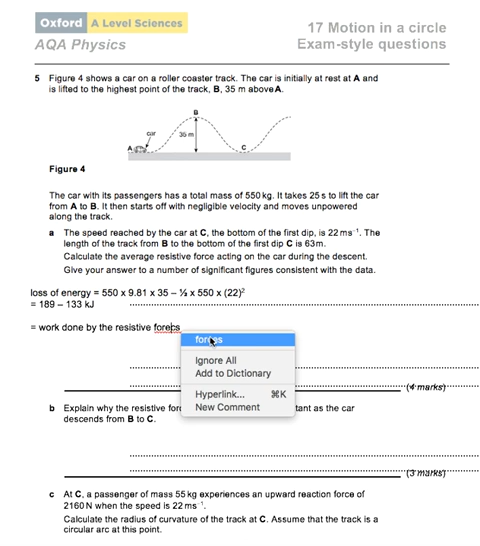 Oxford A Level Sciences
AQA Physics
17 Motion in a circle
Exam-style questions
5 Figure 4 shows a car on a roller coaster track. The car is initially at rest at A and
is lifted to the highest point of the track, B, 35 m above A.
B
car
35 m
A
C
Figure 4
The car with its passengers has a total mass of 550 kg. It takes 25 s to lift the car
from A to B. It then starts off with negligible velocity and moves unpowered
along the track.
a The speed reached by the car at C, the bottom of the first dip, is 22 ms⁻¹. The
length of the track from B to the bottom of the first dip C is 63 m.
Calculate the average resistive force acting on the car during the descent.
Give your answer to a number of significant figures consistent with the data.
loss of energy = 550 x 9.81 x 35 – ½ x 550 x (22)²
= 189 – 133 kJ
= work done by the resistive
forces
Ignore All
Add to Dictionary
Hyperlink... ⌘K
New Comment
(4 marks)
b Explain why the resistive for tant as the car
descends from B to C.
(3 marks)
c At C, a passenger of mass 55 kg experiences an upward reaction force of
2160 N when the speed is 22 ms⁻¹.
Calculate the radius of curvature of the track at C. Assume that the track is a
circular arc at this point.